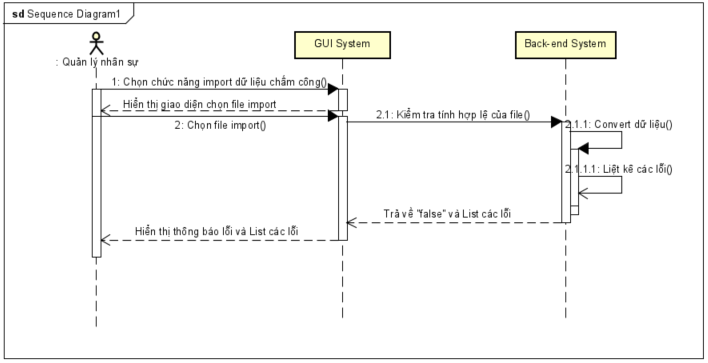 sd Sequence Diagram1
GUI System
Back-end System
: Quản lý nhân sự
1: Chọn chức năng import dữ liệu chấm công()
Hiển thị giao diện chọn file import
2: Chọn file import()
2.1: Kiểm tra tính hợp lệ của file()
2.1.1: Convert dữ liệu()
2.1.1.1: Liệt kê các lỗi()
Trả về "false" và List các lỗi
Hiển thị thông báo lỗi và List các lỗi